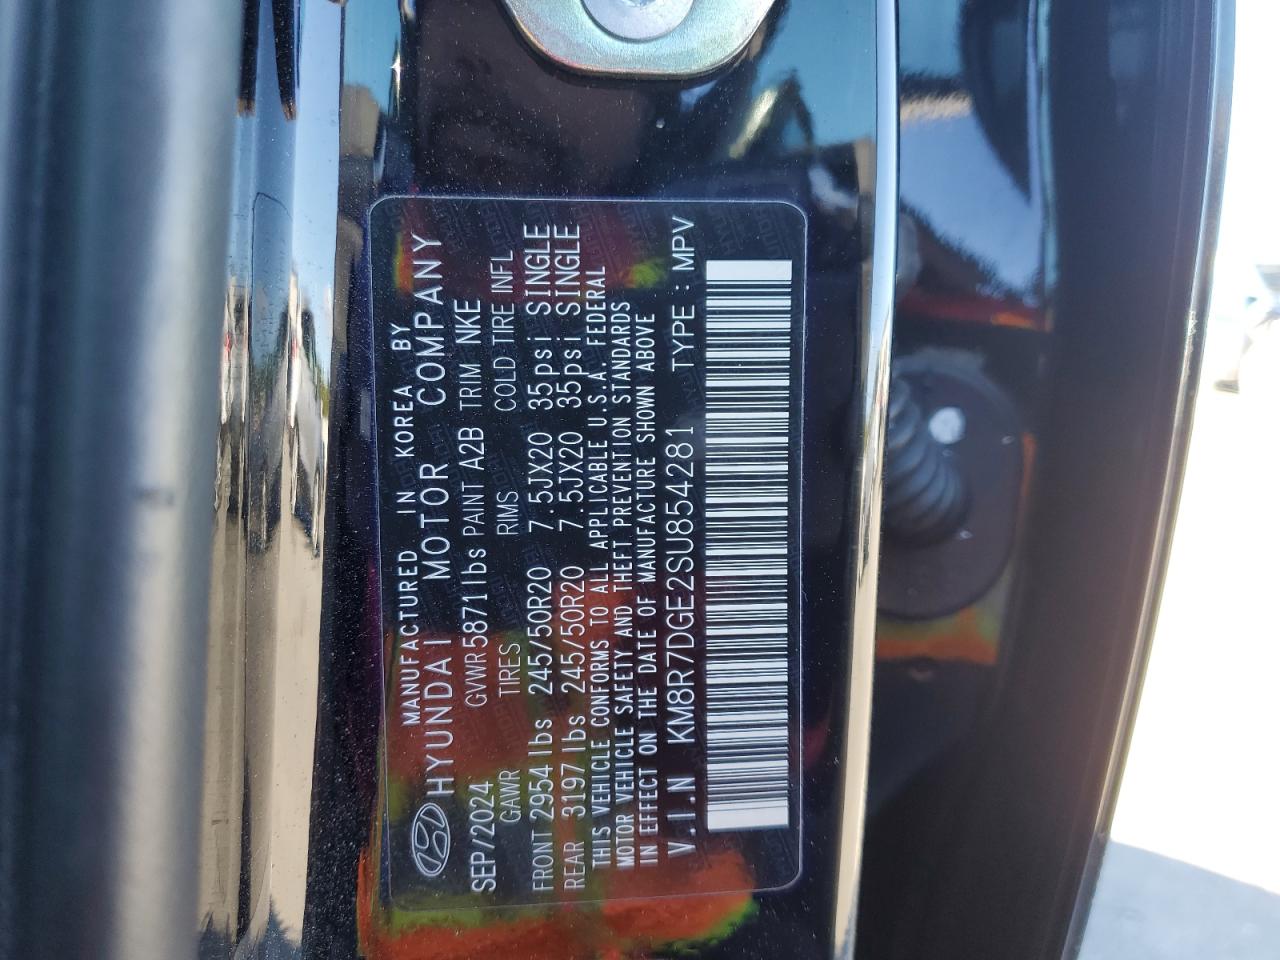 MANUFACTURED IN KOREA BY
HYUNDAI MOTOR COMPANY
SEP/2024 GVWR 5871lbs PAINT A2B TRIM NKE
GAWR TIRES RIMS COLD TIRE INFL
FRONT 2954lbs 245/50R20 7.5JX20 35psi SINGLE
REAR 3197lbs 245/50R20 7.5JX20 35psi SINGLE
THIS VEHICLE CONFORMS TO ALL APPLICABLE U.S.A. FEDERAL
MOTOR VEHICLE SAFETY AND THEFT PREVENTION STANDARDS
IN EFFECT ON THE DATE OF MANUFACTURE SHOWN ABOVE
V.I.N KM8R7DGE2SU854281 TYPE : MPV